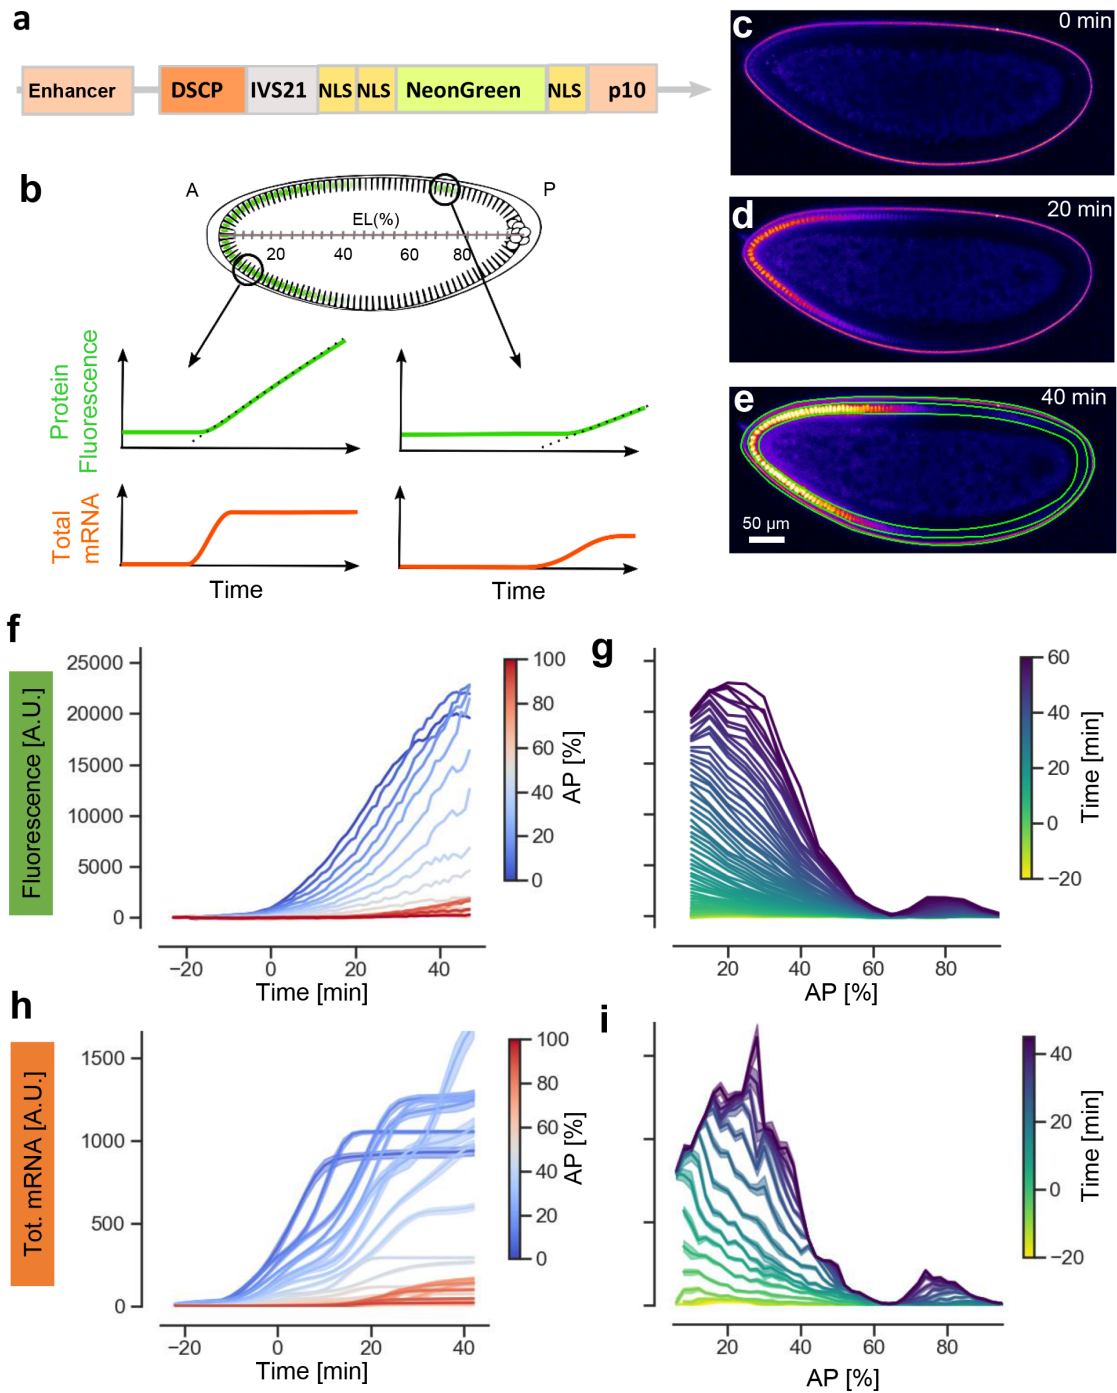 a
Enhancer DSCP IVS21 NLS NLS NeonGreen NLS p10
b
A P
EL(%)
20 40 60 80
Protein
Fluorescence
Total
mRNA
Time Time
c 0 min
d 20 min
e 40 min
50 µm
f
Fluorescence [A.U.]
25000
20000
15000
10000
5000
0
−20 0 20 40
Time [min]
100
80
60
40
20
0
AP [%]
g
20 40 60 80
AP [%]
60
40
20
0
−20
Time [min]
h
Tot. mRNA [A.U.]
1500
1000
500
0
−20 0 20 40
Time [min]
100
80
60
40
20
0
AP [%]
i
20 40 60 80
AP [%]
40
20
0
−20
Time [min]